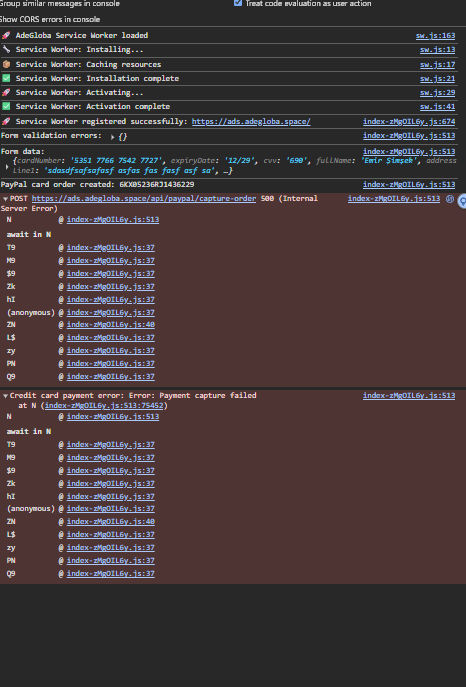 Group similar messages in console
Treat code evaluation as user action
Show CORS errors in console
🚀 AdeGloba Service Worker loaded sw.js:163
🔧 Service Worker: Installing... sw.js:13
📦 Service Worker: Caching resources sw.js:17
✅ Service Worker: Installation complete sw.js:21
🚀 Service Worker: Activating... sw.js:29
✅ Service Worker: Activation complete sw.js:41
🚀 Service Worker registered successfully: https://ads.adegloba.space/ index-zMgOIL6y.js:674
Form validation errors: ▸ {} index-zMgOIL6y.js:513
Form data: index-zMgOIL6y.js:513
{cardNumber: '5351 7766 7542 7727', expiryDate: '12/29', cvv: '690', fullName: 'Emir Şimşek', address
▸ Line1: 'sdasdfsafsafasf asfas fas fasf asf sa', …}
PayPal card order created: 6KX05236RJ1436229 index-zMgOIL6y.js:513
▾ POST https://ads.adegloba.space/api/paypal/capture-order 500 (Internal index-zMgOIL6y.js:513
Server Error)
N @ index-zMgOIL6y.js:513
await in N
T9 @ index-zMgOIL6y.js:37
M9 @ index-zMgOIL6y.js:37
$9 @ index-zMgOIL6y.js:37
Zk @ index-zMgOIL6y.js:37
hI @ index-zMgOIL6y.js:37
(anonymous) @ index-zMgOIL6y.js:37
ZN @ index-zMgOIL6y.js:40
L$ @ index-zMgOIL6y.js:37
zy @ index-zMgOIL6y.js:37
PN @ index-zMgOIL6y.js:37
Q9 @ index-zMgOIL6y.js:37
▾ Credit card payment error: Error: Payment capture failed index-zMgOIL6y.js:513
at N (index-zMgOIL6y.js:513:75452)
N @ index-zMgOIL6y.js:513
await in N
T9 @ index-zMgOIL6y.js:37
M9 @ index-zMgOIL6y.js:37
$9 @ index-zMgOIL6y.js:37
Zk @ index-zMgOIL6y.js:37
hI @ index-zMgOIL6y.js:37
(anonymous) @ index-zMgOIL6y.js:37
ZN @ index-zMgOIL6y.js:40
L$ @ index-zMgOIL6y.js:37
zy @ index-zMgOIL6y.js:37
PN @ index-zMgOIL6y.js:37
Q9 @ index-zMgOIL6y.js:37